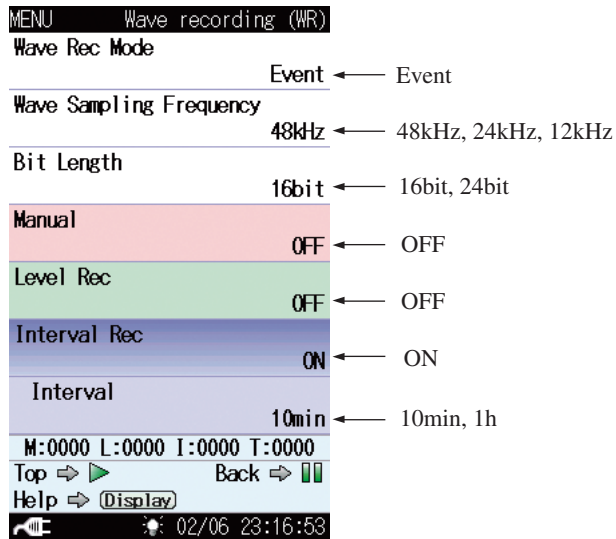 MENU Wave recording (WR)
Wave Rec Mode
Event
Event
Wave Sampling Frequency
48kHz
48kHz, 24kHz, 12kHz
Bit Length
16bit
16bit, 24bit
Manual
OFF
OFF
Level Rec
OFF
OFF
Interval Rec
ON
ON
Interval
10min
10min, 1h
M:0000 L:0000 I:0000 T:0000
Top ⇨ Back ⇨
Help ⇨ Display
02/06 23:16:53